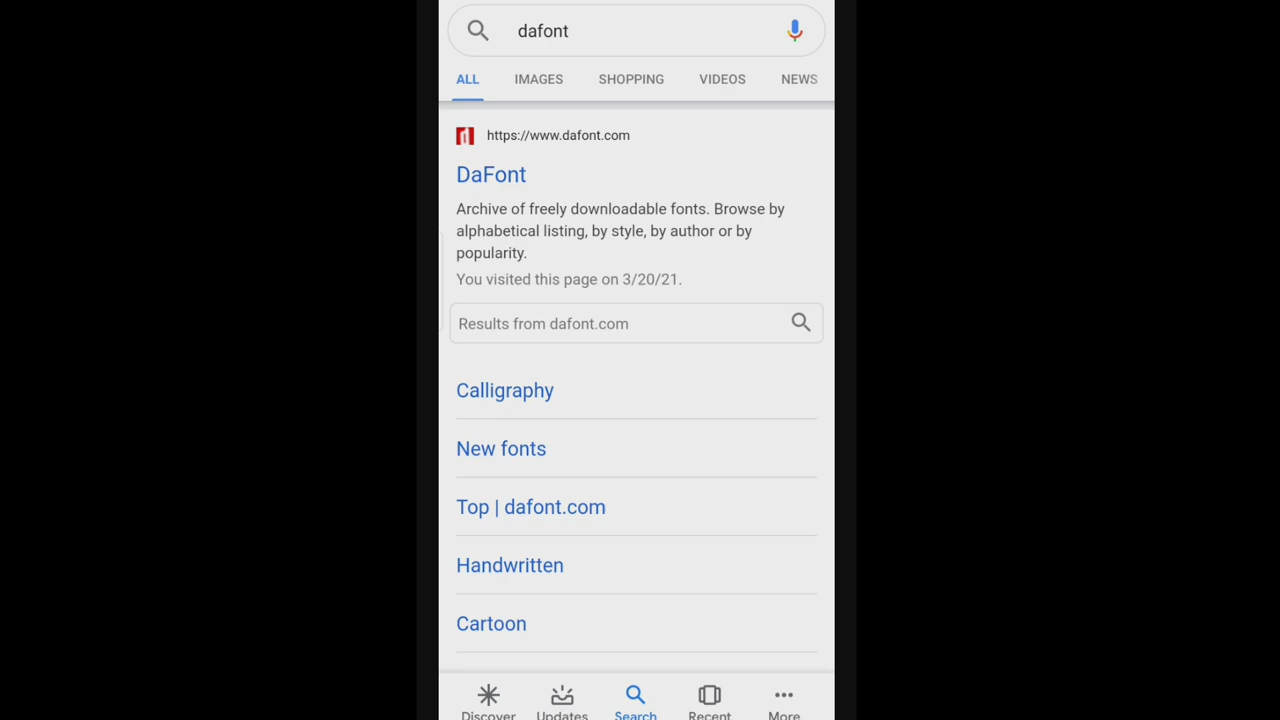 dafont
ALL IMAGES SHOPPING VIDEOS NEWS
https://www.dafont.com
DaFont
Archive of freely downloadable fonts. Browse by
alphabetical listing, by style, by author or by
popularity.
You visited this page on 3/20/21.
Results from dafont.com
Calligraphy
New fonts
Top | dafont.com
Handwritten
Cartoon
Discover Updates Search Recent More